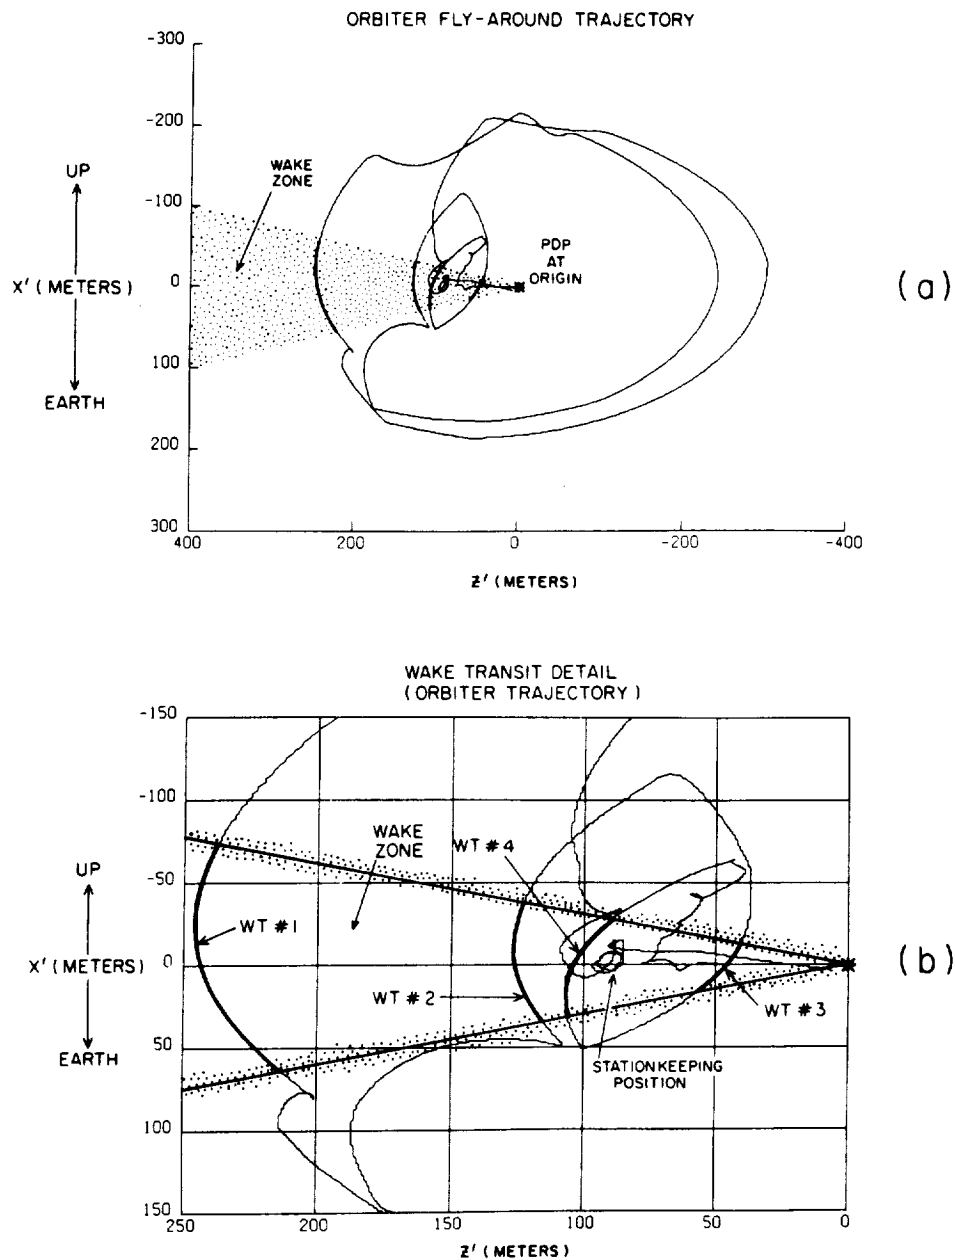 ORBITER FLY-AROUND TRAJECTORY
-300
-200
-100
0
100
200
300
UP
X' (METERS)
EARTH
WAKE
ZONE
PDP
AT
ORIGIN
(a)
400
200
0
-200
-400
Z' (METERS)
WAKE TRANSIT DETAIL
(ORBITER TRAJECTORY)
-150
-100
-50
0
50
100
150
UP
X' (METERS)
EARTH
WAKE
ZONE
WT #4
WT #1
WT #2
WT #3
STATIONKEEPING
POSITION
(b)
250
200
150
100
50
0
Z' (METERS)